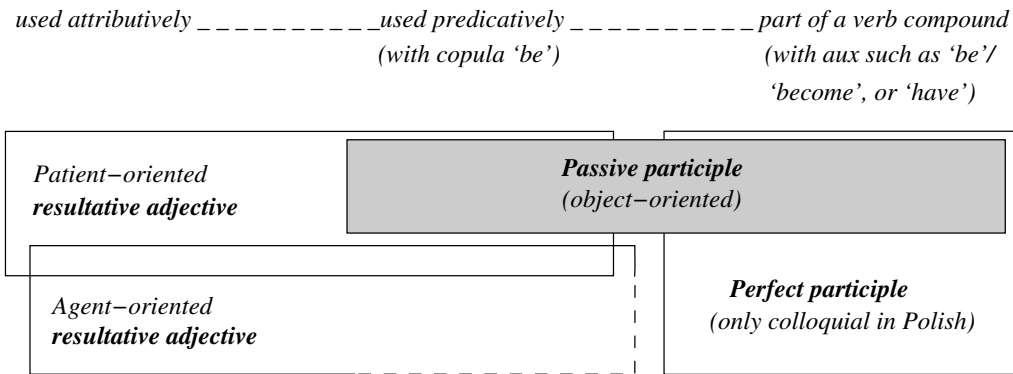 used attributively _ _ _ _ _ _ _ _ _ _ used predicatively _ _ _ _ _ _ _ _ _ _ part of a verb compound
(with copula ‘be’) (with aux such as ‘be’/
‘become’, or ‘have’)
Patient−oriented
resultative adjective
Passive participle
(object−oriented)
Agent−oriented
resultative adjective
Perfect participle
(only colloquial in Polish)